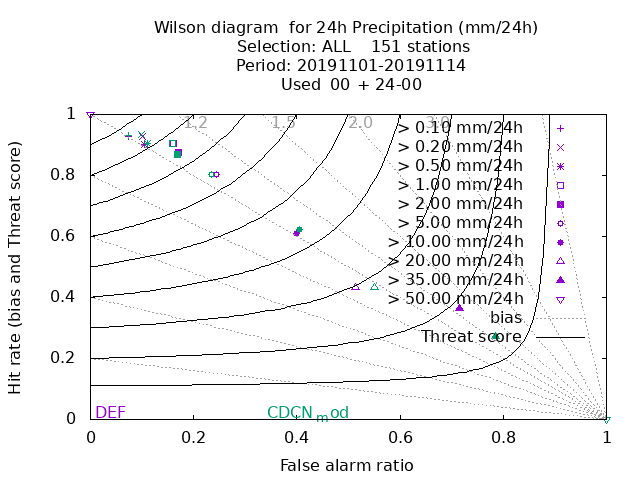 Wilson diagram  for 24h Precipitation (mm/24h)
Selection: ALL    151 stations
Period: 20191101-20191114
Used  00 + 24-00
Hit rate (bias and Threat score)
1
0.8
0.6
0.4
0.2
0
1.2 1.5 2.0 3.0
> 0.10 mm/24h
> 0.20 mm/24h
> 0.50 mm/24h
> 1.00 mm/24h
> 2.00 mm/24h
> 5.00 mm/24h
> 10.00 mm/24h
> 20.00 mm/24h
> 35.00 mm/24h
> 50.00 mm/24h
bias
Threat score
DEF CDCN_mod
0 0.2 0.4 0.6 0.8 1
False alarm ratio